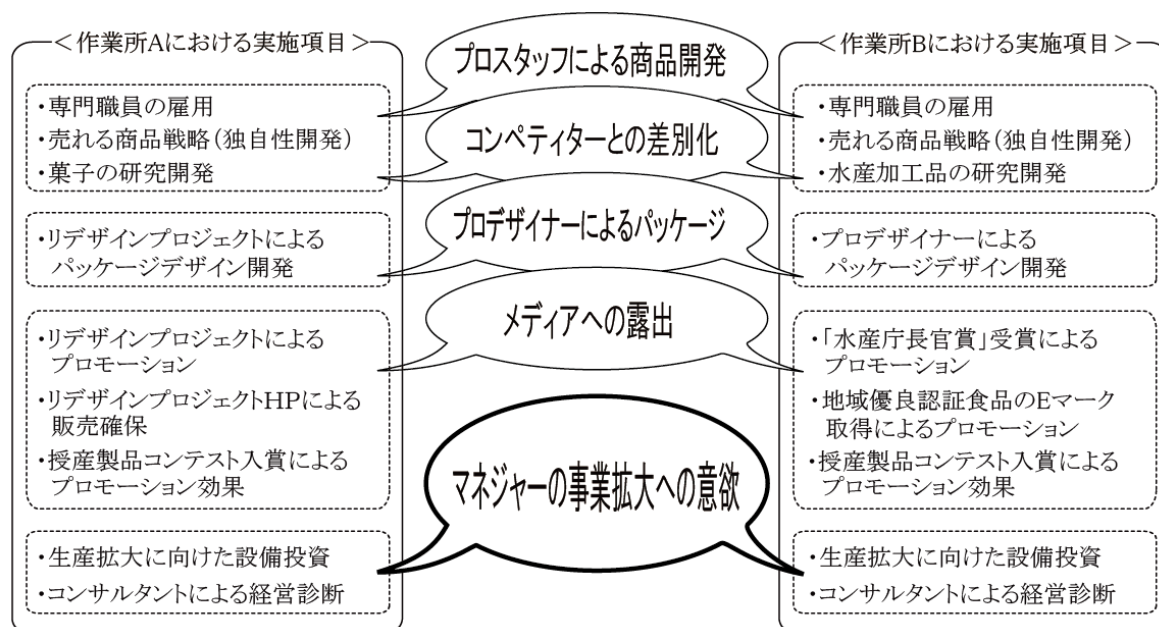 ＜作業所Aにおける実施項目＞
・専門職員の雇用
・売れる商品戦略（独自性開発）
・菓子の研究開発
・リデザインプロジェクトによる
パッケージデザイン開発
・リデザインプロジェクトによる
プロモーション
・リデザインプロジェクトHPによる
販売確保
・授産製品コンテスト入賞による
プロモーション効果
・生産拡大に向けた設備投資
・コンサルタントによる経営診断
プロスタッフによる商品開発
コンペティターとの差別化
プロデザイナーによるパッケージ
メディアへの露出
マネジャーの事業拡大への意欲
＜作業所Bにおける実施項目＞
・専門職員の雇用
・売れる商品戦略（独自性開発）
・水産加工品の研究開発
・プロデザイナーによる
パッケージデザイン開発
・「水産庁長官賞」受賞による
プロモーション
・地域優良認証食品のEマーク
取得によるプロモーション
・授産製品コンテスト入賞による
プロモーション効果
・生産拡大に向けた設備投資
・コンサルタントによる経営診断